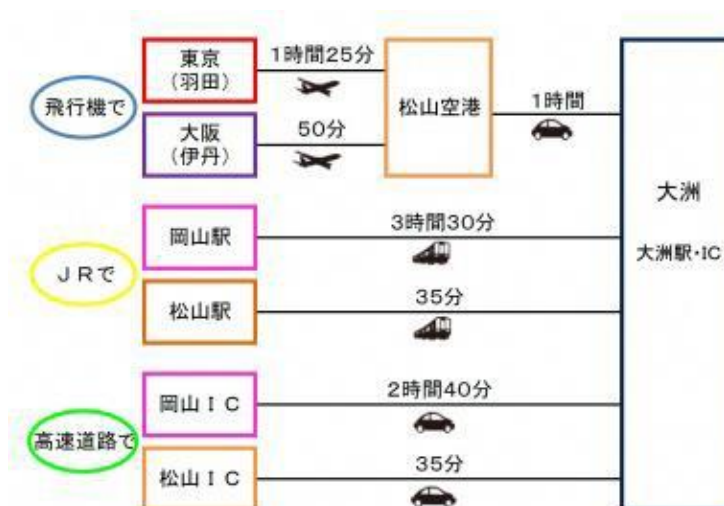 飛行機で
東京
(羽田)
1時間25分
大阪
(伊丹)
50分
松山空港
1時間
JRで
岡山駅
3時間30分
松山駅
35分
高速道路で
岡山IC
2時間40分
松山IC
35分
大洲
大洲駅・IC